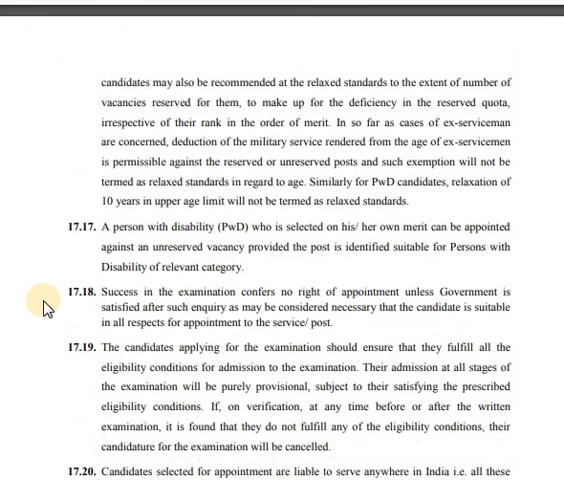 candidates may also be recommended at the relaxed standards to the extent of number of
vacancies reserved for them, to make up for the deficiency in the reserved quota,
irrespective of their rank in the order of merit. In so far as cases of ex-serviceman
are concerned, deduction of the military service rendered from the age of ex-servicemen
is permissible against the reserved or unreserved posts and such exemption will not be
termed as relaxed standards in regard to age. Similarly for PwD candidates, relaxation of
10 years in upper age limit will not be termed as relaxed standards.
17.17. A person with disability (PwD) who is selected on his/ her own merit can be appointed
against an unreserved vacancy provided the post is identified suitable for Persons with
Disability of relevant category.
17.18. Success in the examination confers no right of appointment unless Government is
satisfied after such enquiry as may be considered necessary that the candidate is suitable
in all respects for appointment to the service/ post.
17.19. The candidates applying for the examination should ensure that they fulfill all the
eligibility conditions for admission to the examination. Their admission at all stages of
the examination will be purely provisional, subject to their satisfying the prescribed
eligibility conditions. If, on verification, at any time before or after the written
examination, it is found that they do not fulfill any of the eligibility conditions, their
candidature for the examination will be cancelled.
17.20. Candidates selected for appointment are liable to serve anywhere in India i.e. all these